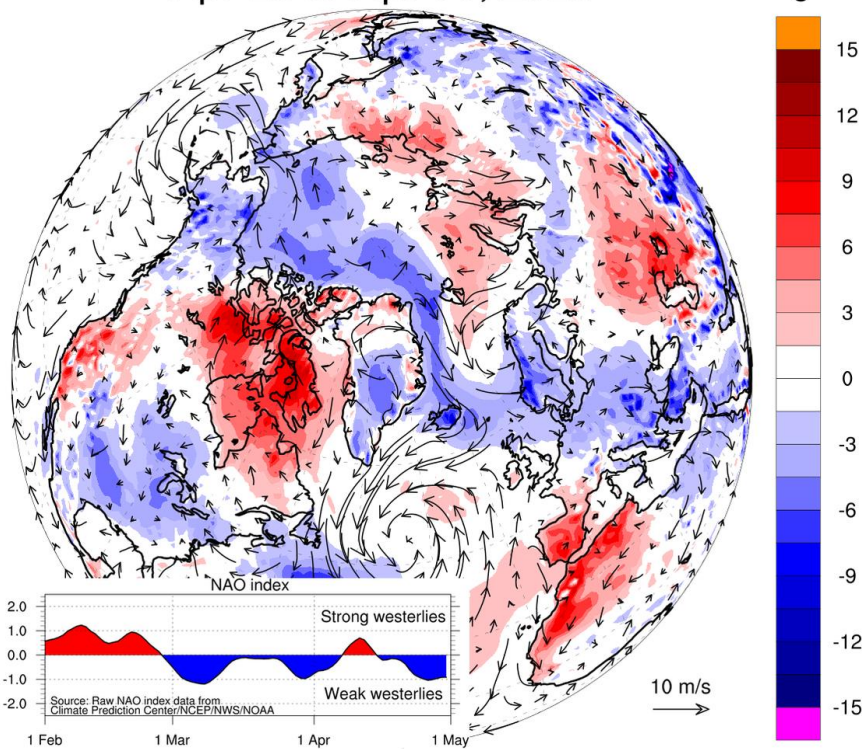 15
12
9
6
3
0
-3
-6
-9
-12
-15
NAO index
2.0
1.0
0.0
-1.0
-2.0
Strong westerlies
Weak westerlies
Source: Raw NAO index data from
Climate Prediction Center/NCEP/NWS/NOAA
1 Feb 1 Mar 1 Apr 1 May
10 m/s